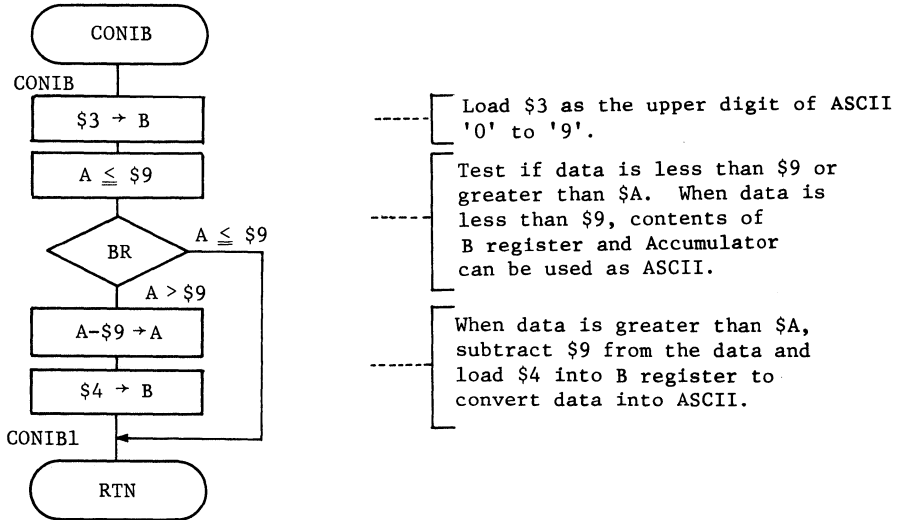 CONIB
CONIB
$3 → B
Load $3 as the upper digit of ASCII
'0' to '9'.
A ≦ $9
Test if data is less than $9 or
greater than $A. When data is
less than $9, contents of
B register and Accumulator
can be used as ASCII.
BR
A ≦ $9
A > $9
A-$9 → A
When data is greater than $A,
subtract $9 from the data and
load $4 into B register to
convert data into ASCII.
$4 → B
CONIB1
RTN